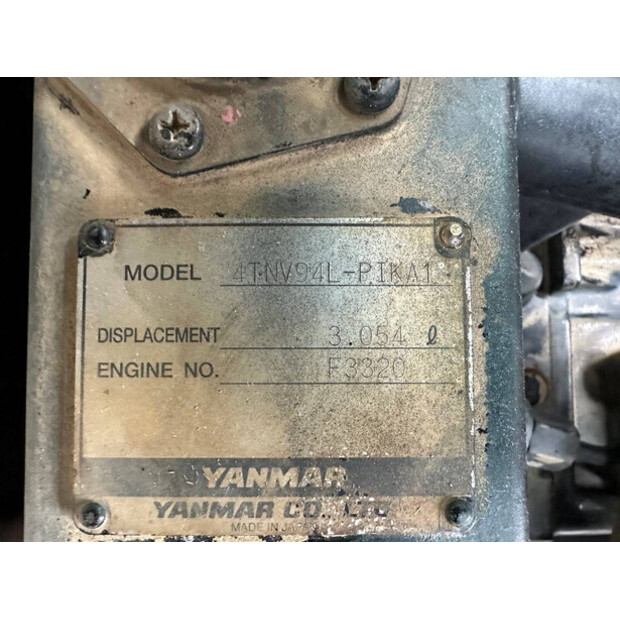 MODEL 4TNV94L-PIKA1
DISPLACEMENT 3.054 ℓ
ENGINE NO. F3320
YANMAR
YANMAR CO., LTD
MADE IN JAPAN